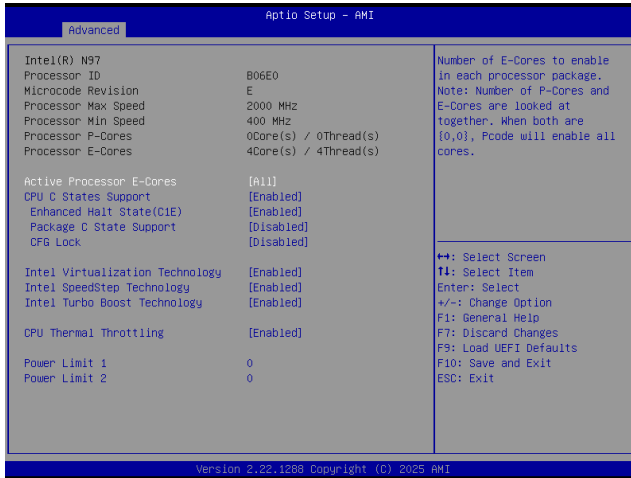 Aptio Setup – AMI
Advanced
Intel(R) N97
Processor ID B06E0
Microcode Revision E
Processor Max Speed 2000 MHz
Processor Min Speed 400 MHz
Processor P-Cores 0Core(s) / 0Thread(s)
Processor E-Cores 4Core(s) / 4Thread(s)
Active Processor E-Cores [All]
CPU C States Support [Enabled]
Enhanced Halt State(C1E) [Enabled]
Package C State Support [Disabled]
CFG Lock [Disabled]
Intel Virtualization Technology [Enabled]
Intel SpeedStep Technology [Enabled]
Intel Turbo Boost Technology [Enabled]
CPU Thermal Throttling [Enabled]
Power Limit 1 0
Power Limit 2 0
Number of E-Cores to enable
in each processor package.
Note: Number of P-Cores and
E-Cores are looked at
together. When both are
{0,0}, Pcode will enable all
cores.
↔: Select Screen
↑↓: Select Item
Enter: Select
+/-: Change Option
F1: General Help
F7: Discard Changes
F9: Load UEFI Defaults
F10: Save and Exit
ESC: Exit
Version 2.22.1288 Copyright (C) 2025 AMI